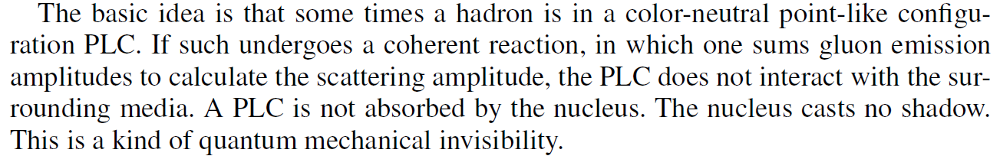 The basic idea is that some times a hadron is in a color-neutral point-like configu-
ration PLC. If such undergoes a coherent reaction, in which one sums gluon emission
amplitudes to calculate the scattering amplitude, the PLC does not interact with the sur-
rounding media. A PLC is not absorbed by the nucleus. The nucleus casts no shadow.
This is a kind of quantum mechanical invisibility.